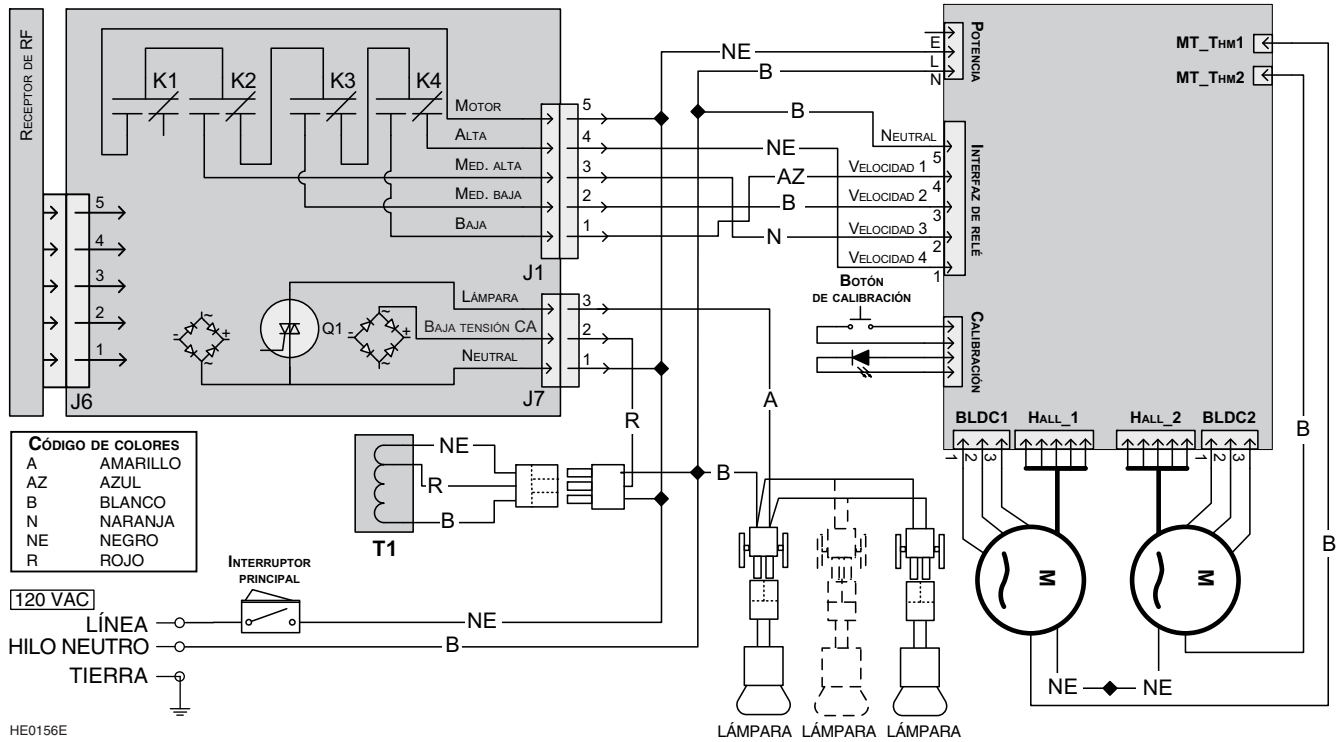 RECEPTOR DE RF
K1
K2
K3
K4
MOTOR
ALTA
MED. ALTA
MED. BAJA
BAJA
5
4
3
2
1
J1
5
4
3
2
1
J6
LÁMPARA
BAJA TENSIÓN CA
NEUTRAL
Q1
~
- +
~
~
- +
~
3
2
1
J7
NE
B
B
NE
AZ
B
N
A
R
POTENCIA
E
L
N
MT_THM1
MT_THM2
INTERFAZ DE RELÉ
NEUTRAL
VELOCIDAD 1
VELOCIDAD 2
VELOCIDAD 3
VELOCIDAD 4
5
4
3
2
1
BOTÓN
DE CALIBRACIÓN
CALIBRACIÓN
BLDC1
HALL_1
HALL_2
BLDC2
1
2
3
1
2
3
CÓDIGO DE COLORES
A AMARILLO
AZ AZUL
B BLANCO
N NARANJA
NE NEGRO
R ROJO
NE
R
B
T1
B
B
B
M
M
NE
NE
INTERRUPTOR
PRINCIPAL
120 VAC
LÍNEA
NE
HILO NEUTRO
B
TIERRA
LÁMPARA LÁMPARA LÁMPARA
HE0156E